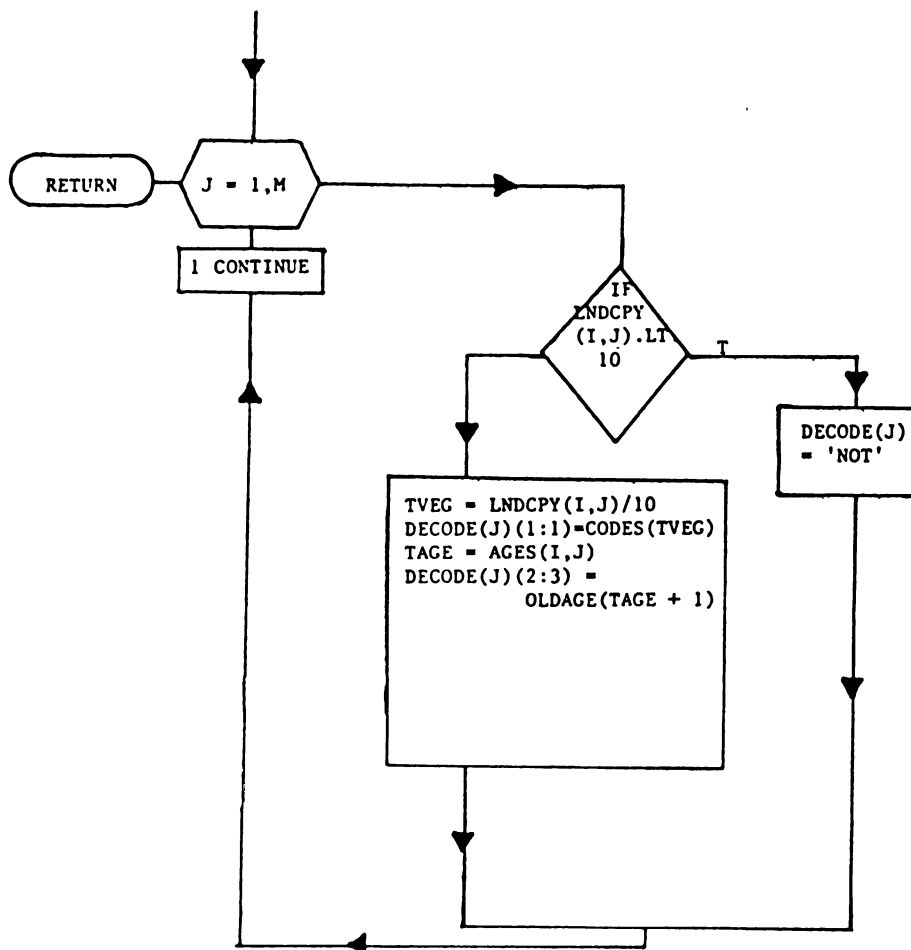 RETURN
J = 1,M
1 CONTINUE
IF
LNDCPY
(I,J).LT.
10
T
DECODE(J)
= 'NOT'
TVEG = LNDCPY(I,J)/10
DECODE(J)(1:1)=CODES(TVEG)
TAGE = AGES(I,J)
DECODE(J)(2:3) =
OLDAGE(TAGE + 1)